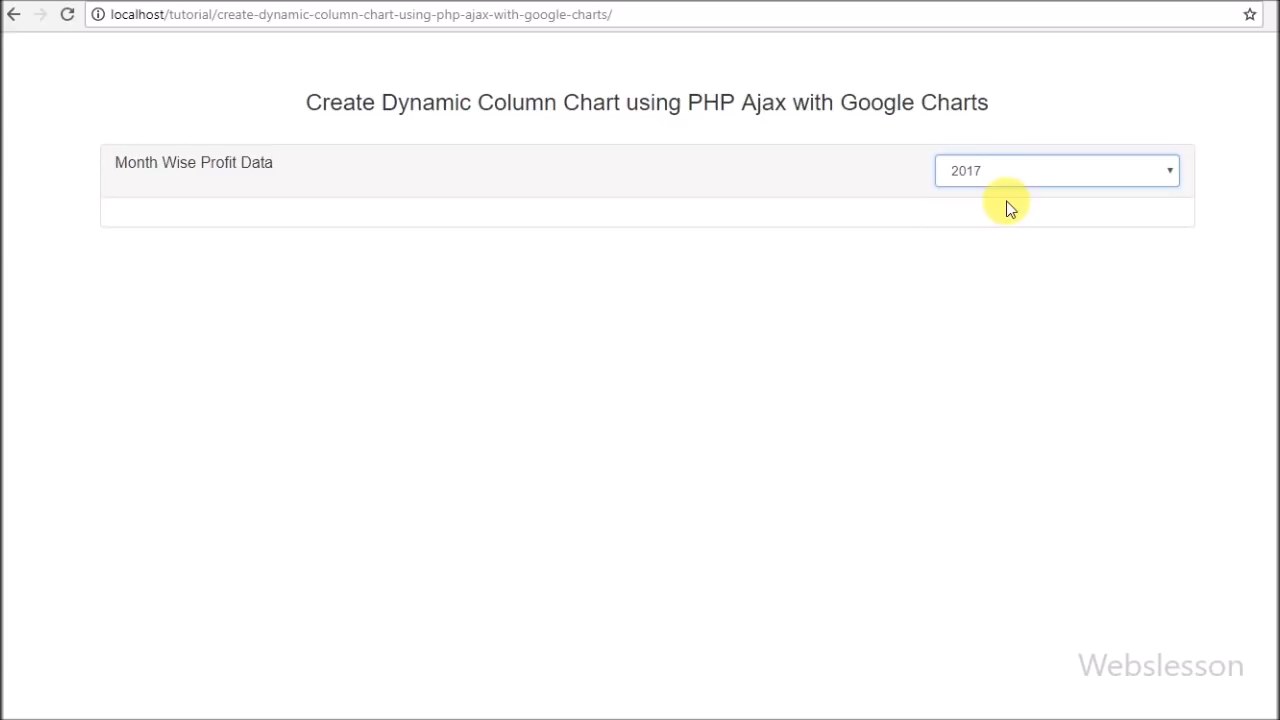 localhost/tutorial/create-dynamic-column-chart-using-php-ajax-with-google-charts/
Create Dynamic Column Chart using PHP Ajax with Google Charts
Month Wise Profit Data
2017
Webslesson